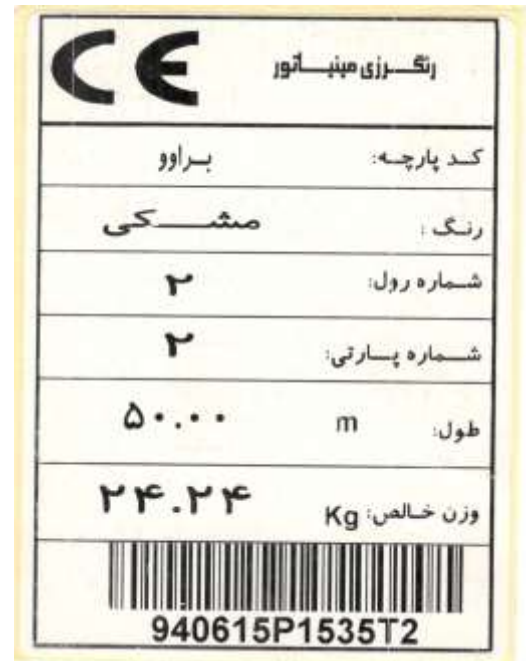 رنگرزی مینیاتور CE
کد پارچه: براوو
رنگ: مشکی
شماره رول: ۲
شماره پارتی: ۲
طول: m ۵۰.۰۰
وزن خالص: Kg ۲۴.۲۴
940615P1535T2